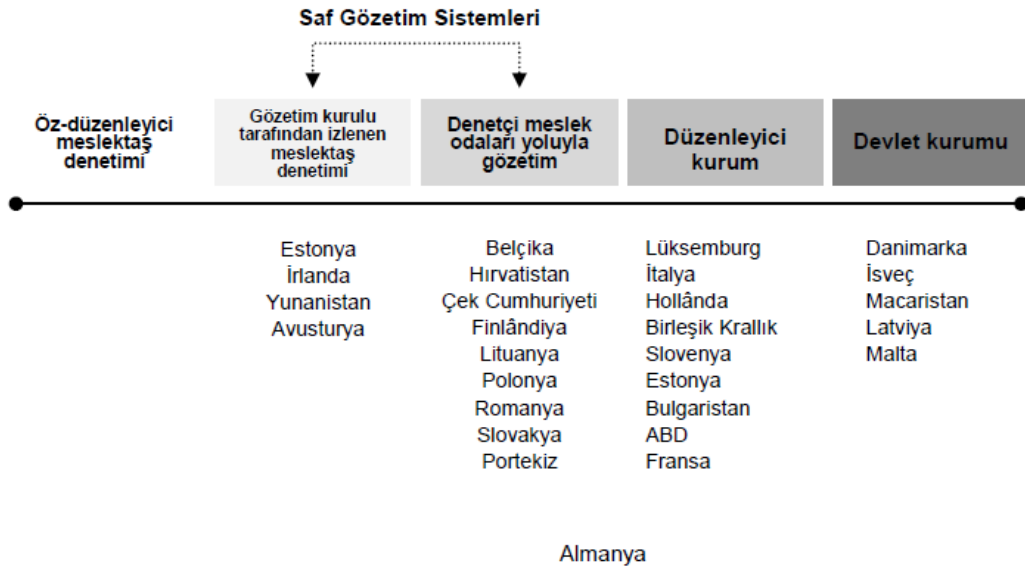 Saf Gözetim Sistemleri
Öz-düzenleyici
meslektaş
denetimi
Gözetim kurulu
tarafından izlenen
meslektaş
denetimi
Denetçi meslek
odaları yoluyla
gözetim
Düzenleyici
kurum
Devlet kurumu
Estonya
İrlanda
Yunanistan
Avusturya
Belçika
Hırvatistan
Çek Cumhuriyeti
Finlândiya
Lituanya
Polonya
Romanya
Slovakya
Portekiz
Lüksemburg
İtalya
Hollânda
Birleşik Krallık
Slovenya
Estonya
Bulgaristan
ABD
Fransa
Danimarka
İsveç
Macaristan
Latviya
Malta
Almanya